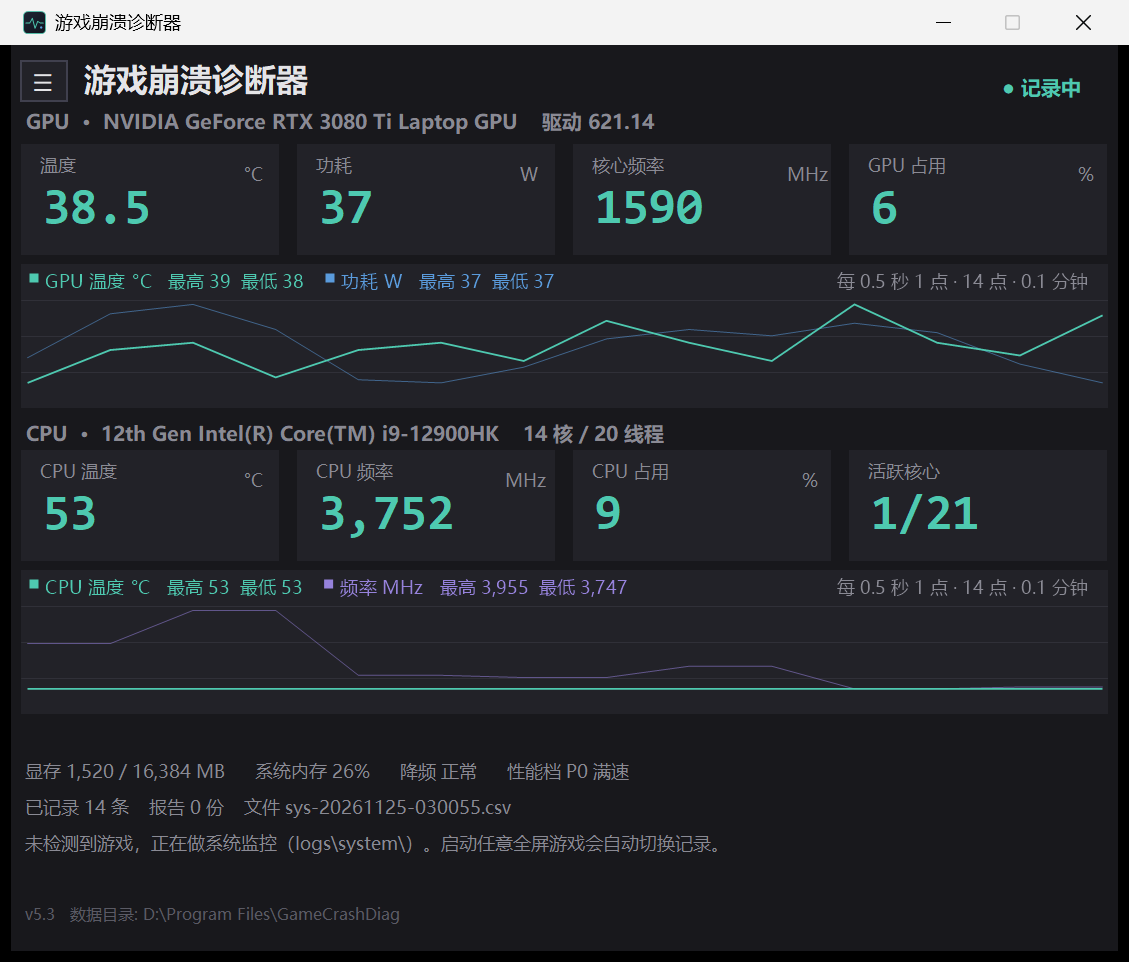 游戏崩溃诊断器
☰ 游戏崩溃诊断器
● 记录中
GPU • NVIDIA GeForce RTX 3080 Ti Laptop GPU 驱动 621.14
温度 °C
38.5
功耗 W
37
核心频率 MHz
1590
GPU 占用 %
6
GPU 温度 °C 最高 39 最低 38 功耗 W 最高 37 最低 37 每 0.5 秒 1 点 · 14 点 · 0.1 分钟
CPU • 12th Gen Intel(R) Core(TM) i9-12900HK 14 核 / 20 线程
CPU 温度 °C
53
CPU 频率 MHz
3,752
CPU 占用 %
9
活跃核心
1/21
CPU 温度 °C 最高 53 最低 53 频率 MHz 最高 3,955 最低 3,747 每 0.5 秒 1 点 · 14 点 · 0.1 分钟
显存 1,520 / 16,384 MB 系统内存 26% 降频 正常 性能档 P0 满速
已记录 14 条 报告 0 份 文件 sys-20261125-030055.csv
未检测到游戏，正在做系统监控（logs\system\）。启动任意全屏游戏会自动切换记录。
v5.3 数据目录: D:\Program Files\GameCrashDiag